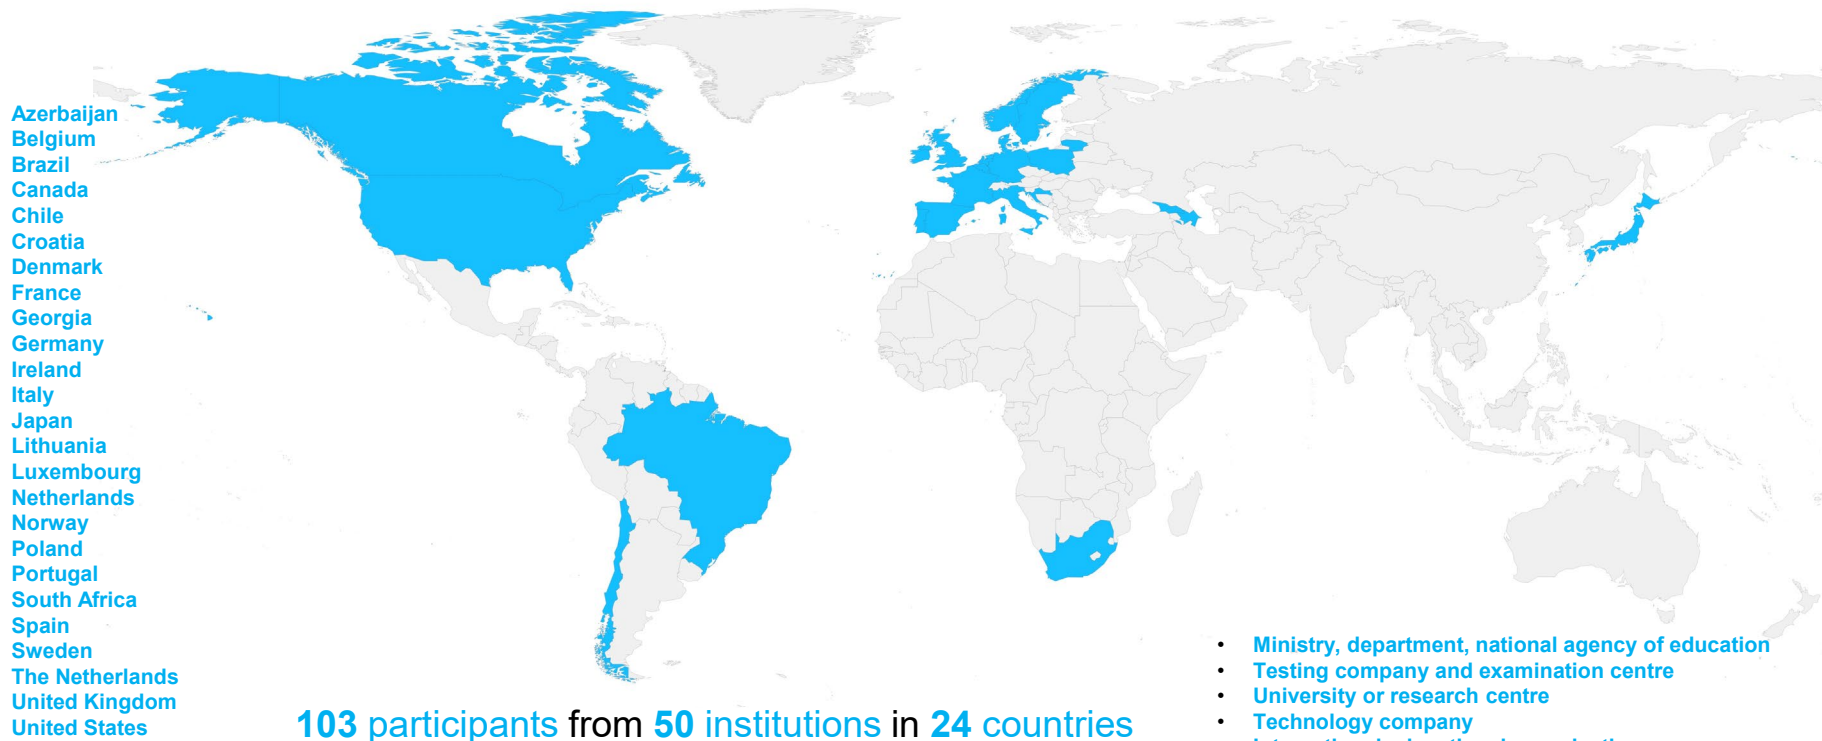 Azerbaijan
Belgium
Brazil
Canada
Chile
Croatia
Denmark
France
Georgia
Germany
Ireland
Italy
Japan
Lithuania
Luxembourg
Netherlands
Norway
Poland
Portugal
South Africa
Spain
Sweden
The Netherlands
United Kingdom
United States
103 participants from 50 institutions in 24 countries
• Ministry, department, national agency of education
• Testing company and examination centre
• University or research centre
• Technology company